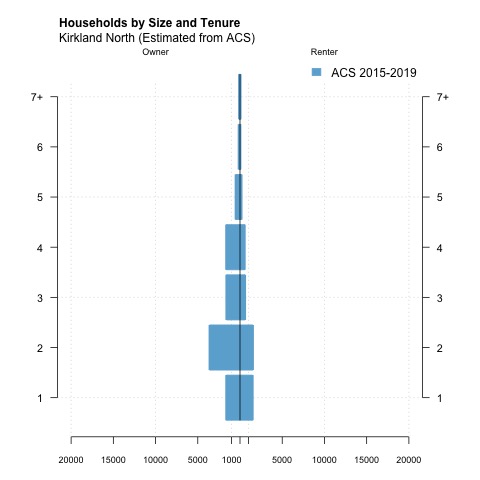 Households by Size and Tenure
Kirkland North (Estimated from ACS)
Owner Renter
ACS 2015-2019
7+ 7+
6 6
5 5
4 4
3 3
2 2
1 1
20000 15000 10000 5000 1000 5000 10000 15000 20000